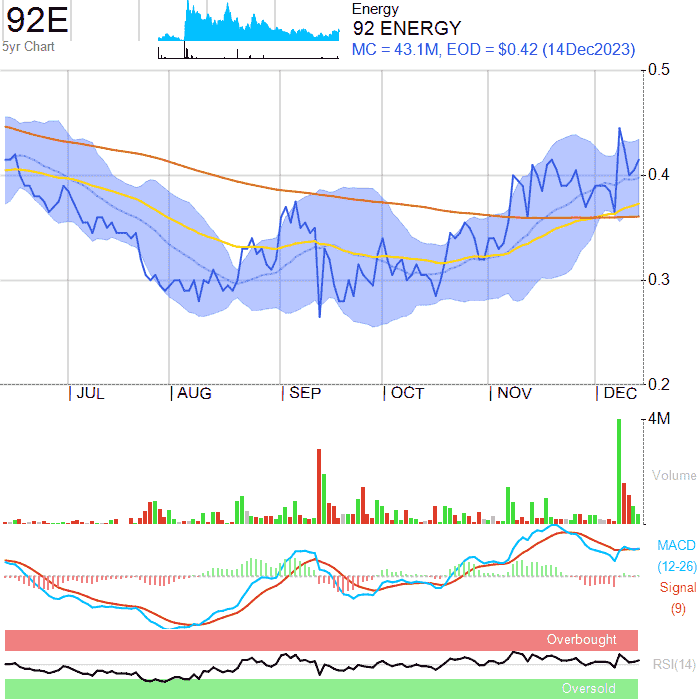 92E
5yr Chart
Energy
92 ENERGY
MC = 43.1M, EOD = $0.42 (14Dec2023)
0.5
0.4
0.3
0.2
JUL AUG SEP OCT NOV DEC
4M
Volume
MACD
(12-26)
Signal
(9)
Overbought
RSI(14)
Oversold